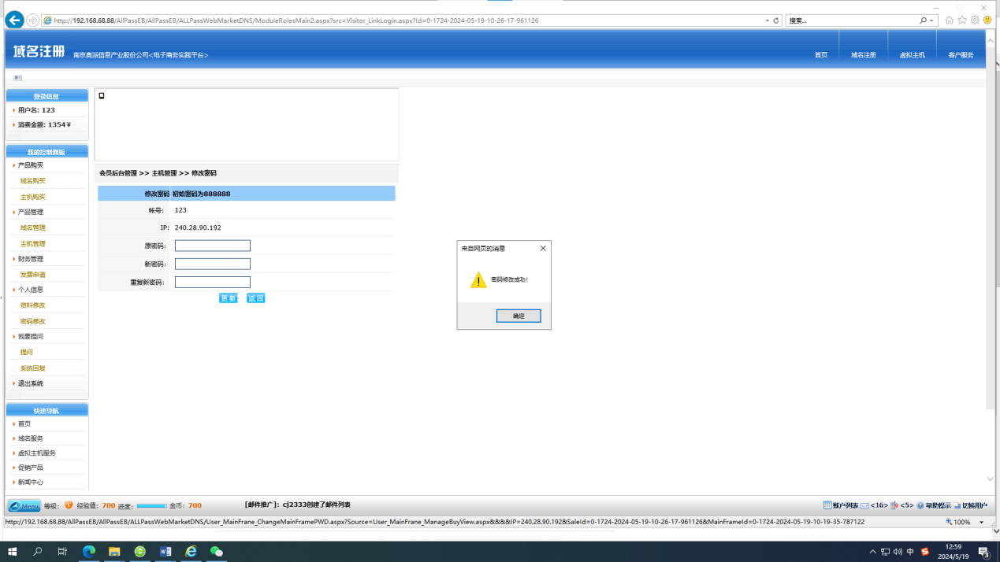 http://192.168.68.88/AllPassEB/AllPassEB/ALLPassWebMarketDNS/ModuleRolesMain2.aspx?src=Visitor_LinkLogin.aspx?Id=0-1724-2024-05-19-10-26-17-961126
搜索...
域名注册 南京奥派信息产业股份公司<电子商务实践平台>
首页 域名注册 虚拟主机 客户服务
登录信息
用户名: 123
消费金额: 1354￥
我的控制面板
产品购买
域名购买
主机购买
产品管理
域名管理
主机管理
财务管理
发票申请
个人信息
资料修改
密码修改
我要提问
提问
系统回复
退出系统
快速导航
首页
域名服务
虚拟主机服务
促销产品
新闻中心
会员后台管理 >> 主机管理 >> 修改密码
修改密码 初始密码为888888
帐号: 123
IP: 240.28.90.192
原密码:
新密码:
重复新密码:
更新 返回
来自网页的消息
密码修改成功!
确定
Menu 等级: 经验值: 700 进度: 金币: 700
[邮件推广]: cj2333创建了邮件列表
账户列表 <16> <5> 帮助提示 切换用户
http://192.168.68.88/AllPassEB/AllPassEB/ALLPassWebMarketDNS/User_MainFrane_ChangeMainFramePWD.aspx?Source=User_MainFrane_ManageBuyView.aspx&&&&IP=240.28.90.192&SaleId=0-1724-2024-05-19-10-26-17-961126&MainFrameId=0-1724-2024-05-19-10-19-35-787122
100%
中
12:59
2024/5/19
3